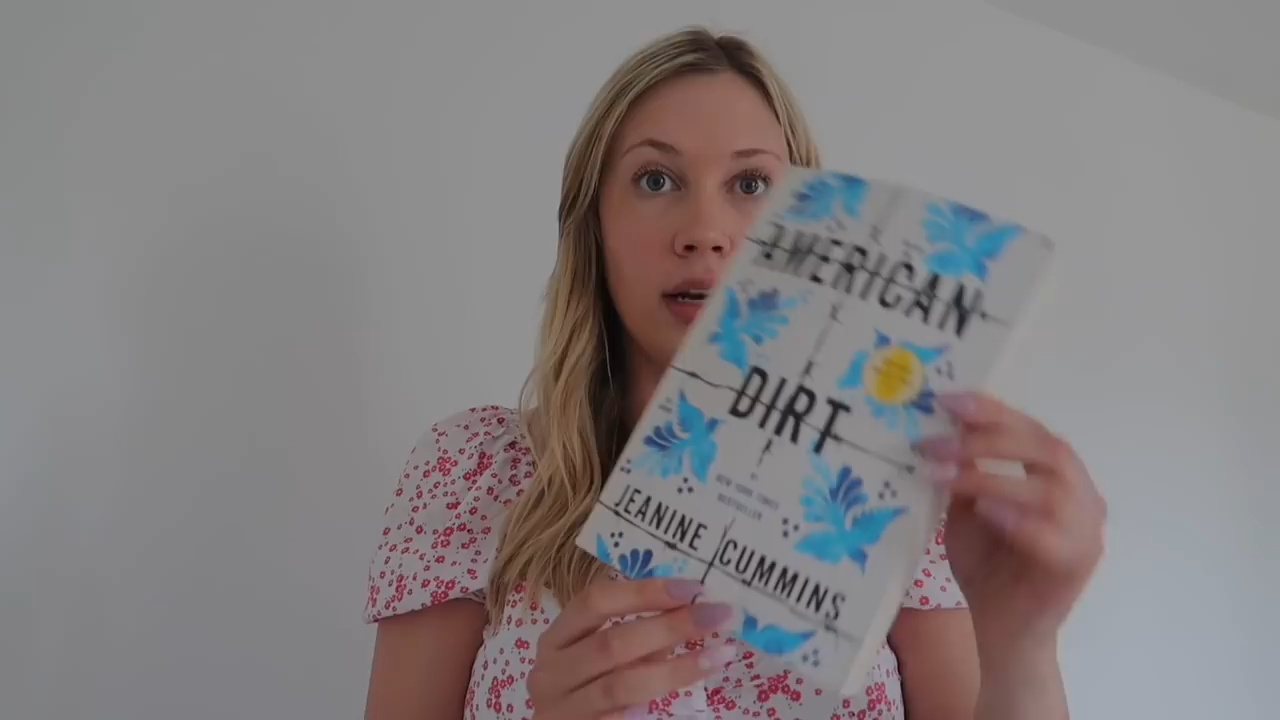 AMERICAN
DIRT
NEW YORK TIMES
BESTSELLER
JEANINE CUMMINS